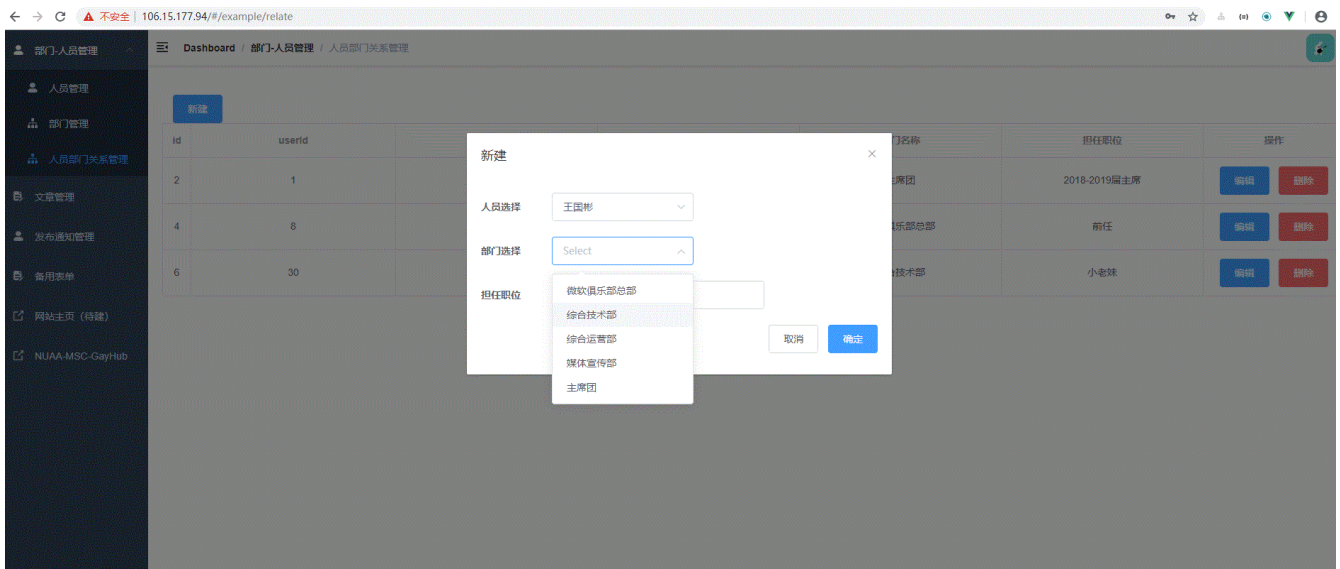 不安全 | 106.15.177.94/#/example/relate
部门-人员管理
Dashboard / 部门-人员管理 / 人员部门关系管理
人员管理
部门管理
人员部门关系管理
文章管理
发布通知管理
备用表单
网站主页（待建）
NUAA-MSC-GayHub
新建
id userId 门名称 担任职位 操作
2 1 主席团 2018-2019届主席 编辑 删除
4 8 俱乐部总部 前任 编辑 删除
6 30 合技术部 小老妹 编辑 删除
新建
人员选择 王国彬
部门选择 Select
担任职位
微软俱乐部总部
综合技术部
综合运营部
媒体宣传部
主席团
取消 确定